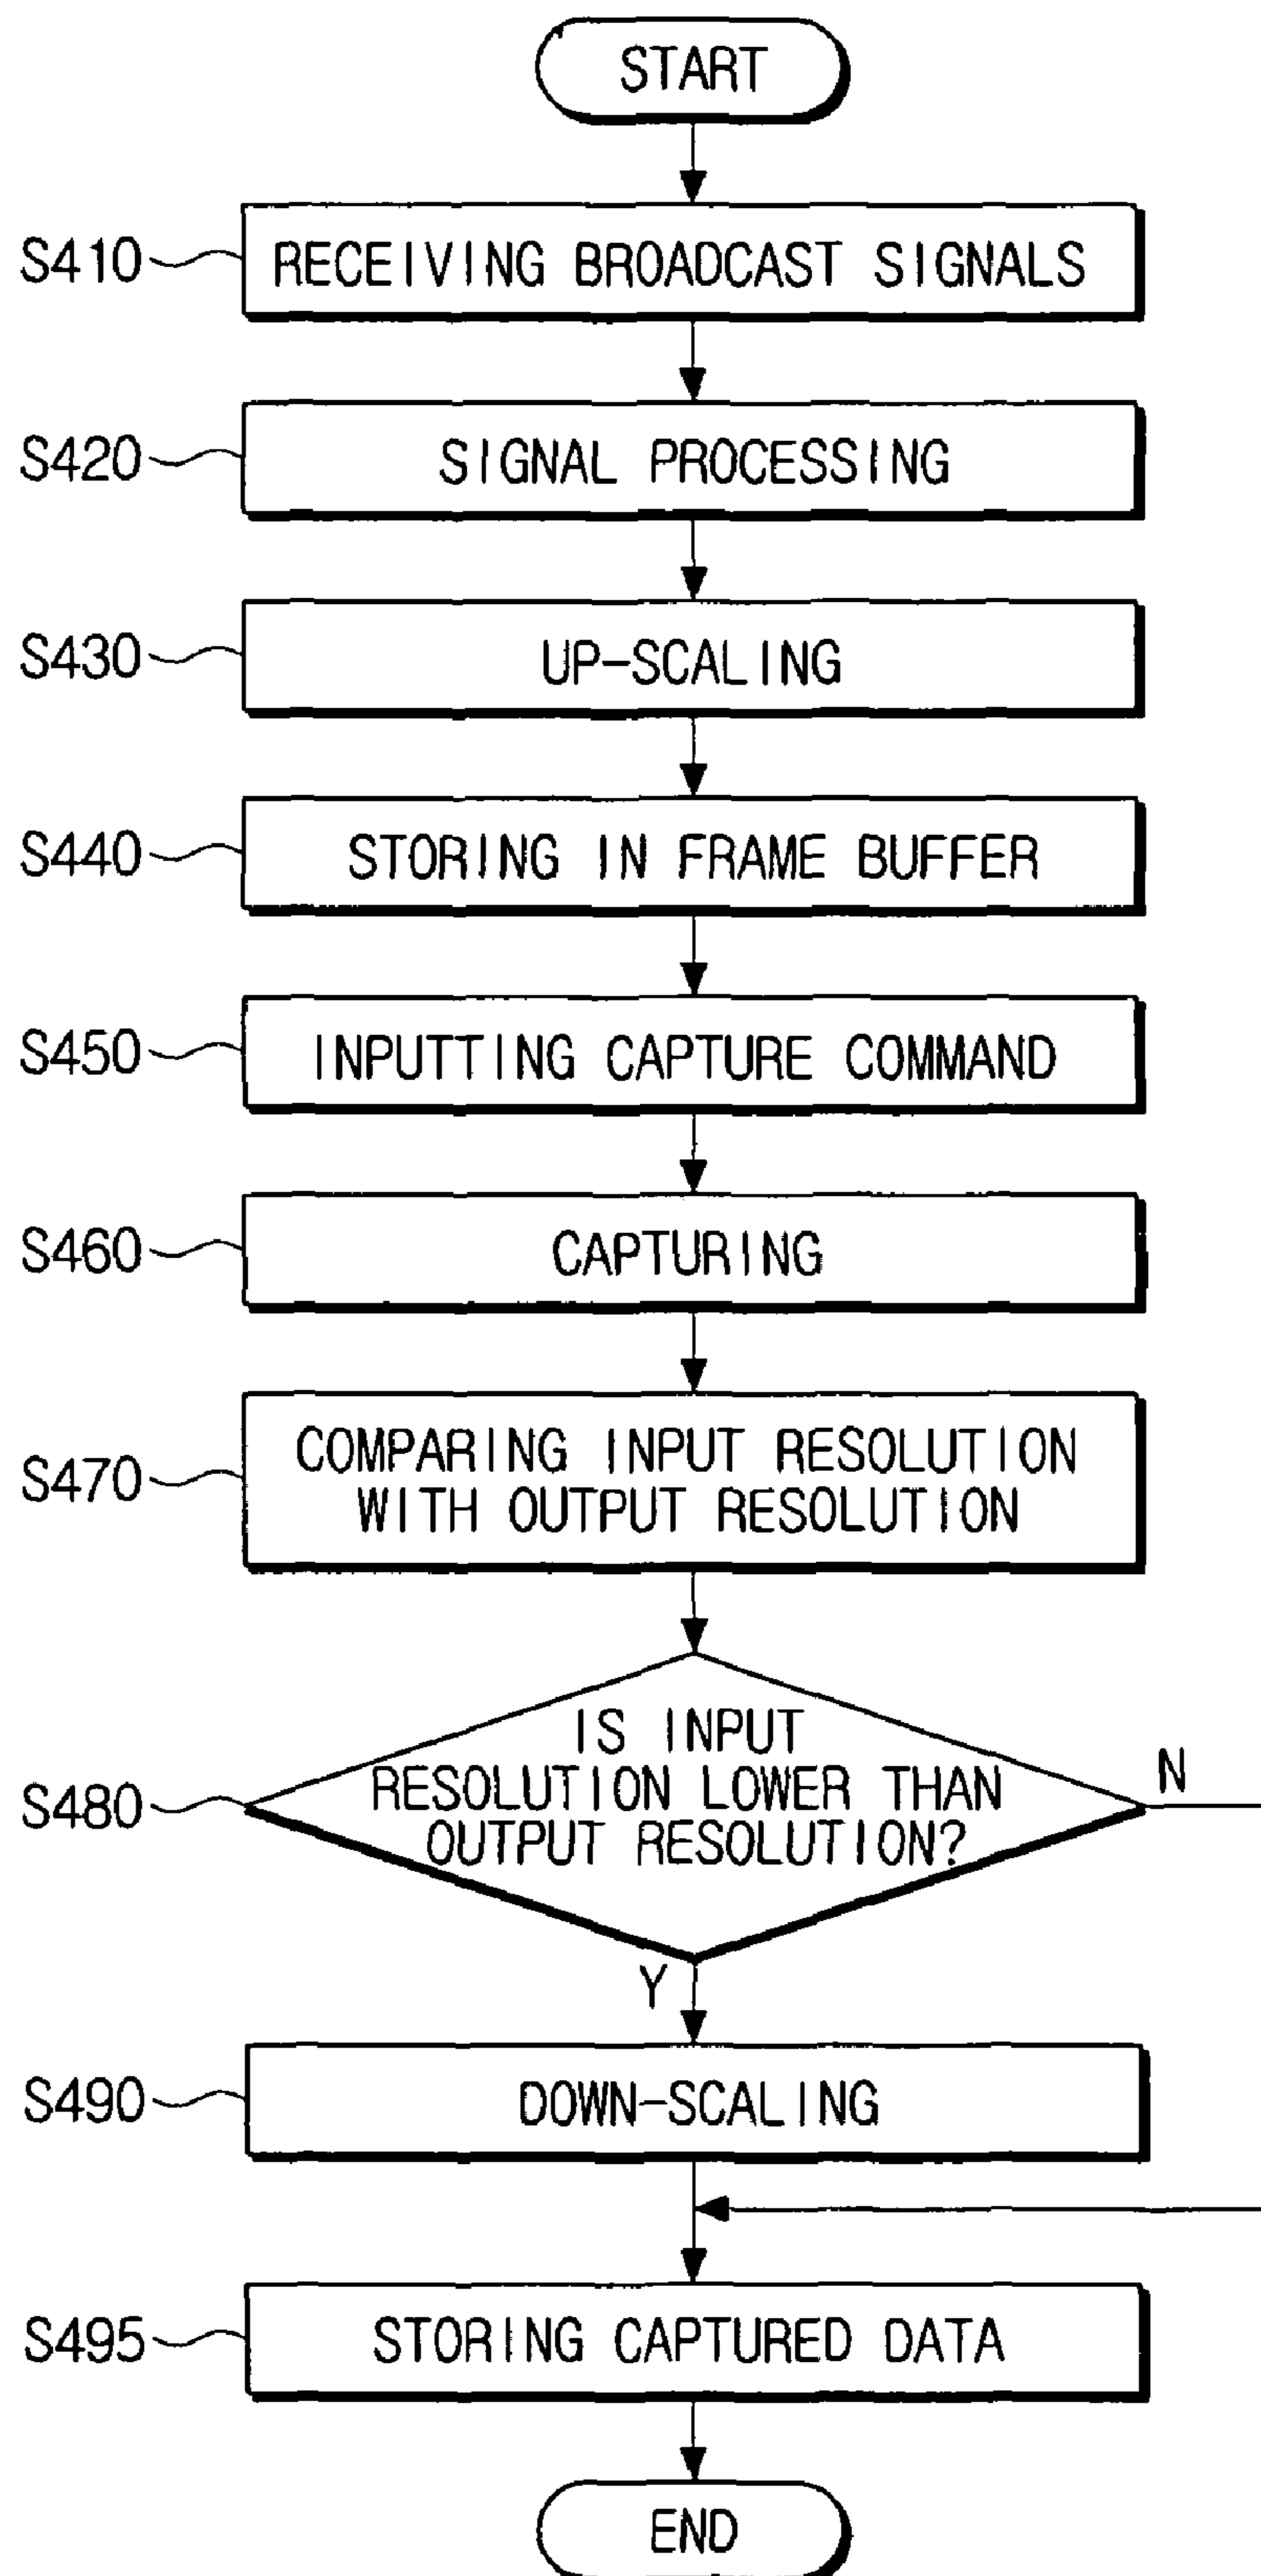 START
S410 RECEIVING BROADCAST SIGNALS
S420 SIGNAL PROCESSING
S430 UP-SCALING
S440 STORING IN FRAME BUFFER
S450 INPUTTING CAPTURE COMMAND
S460 CAPTURING
S470 COMPARING INPUT RESOLUTION
WITH OUTPUT RESOLUTION
IS INPUT
S480 RESOLUTION LOWER THAN N
OUTPUT RESOLUTION?
Y
S490 DOWN-SCALING
S495 STORING CAPTURED DATA
END